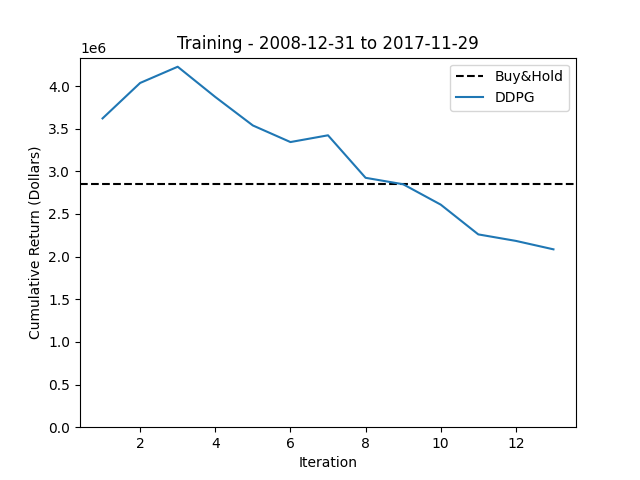 Training - 2008-12-31 to 2017-11-29
1e6
Buy&Hold
DDPG
Cumulative Return (Dollars)
4.0
3.5
3.0
2.5
2.0
1.5
1.0
0.5
0.0
2 4 6 8 10 12
Iteration